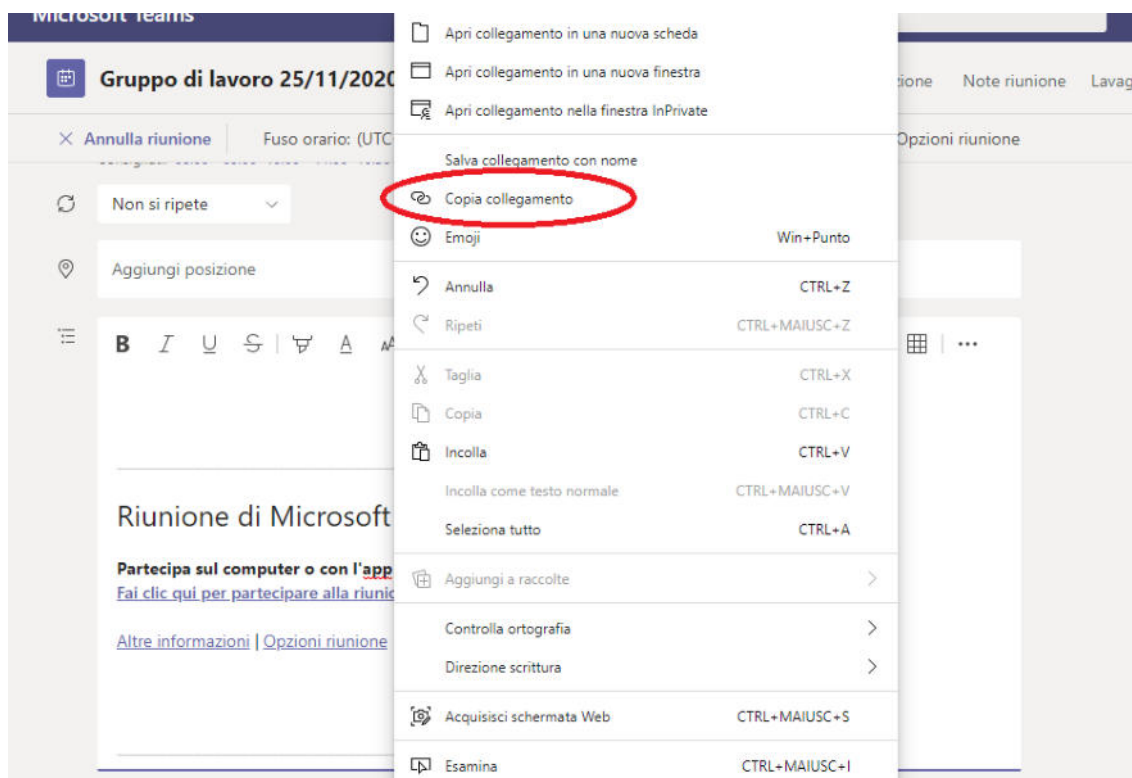 Microsoft Teams
Apri collegamento in una nuova scheda
Gruppo di lavoro 25/11/2020
Apri collegamento in una nuova finestra
Note riunione
Apri collegamento nella finestra InPrivate
Annulla riunione
Fuso orario: (UTC
Opzioni riunione
Salva collegamento con nome
Non si ripete
Copia collegamento
Emoji Win+Punto
Aggiungi posizione
Annulla CTRL+Z
Ripeti CTRL+MAIUSC+Z
B I U S A
Taglia CTRL+X
Copia CTRL+C
Incolla CTRL+V
Incolla come testo normale CTRL+MAIUSC+V
Seleziona tutto CTRL+A
Riunione di Microsoft
Partecipa sul computer o con l'app
Fai clic qui per partecipare alla
Altre informazioni | Opzioni riunione
Aggiungi a raccolte
Controlla ortografia
Direzione scrittura
Acquisisci schermata Web CTRL+MAIUSC+S
Esamina CTRL+MAIUSC+I